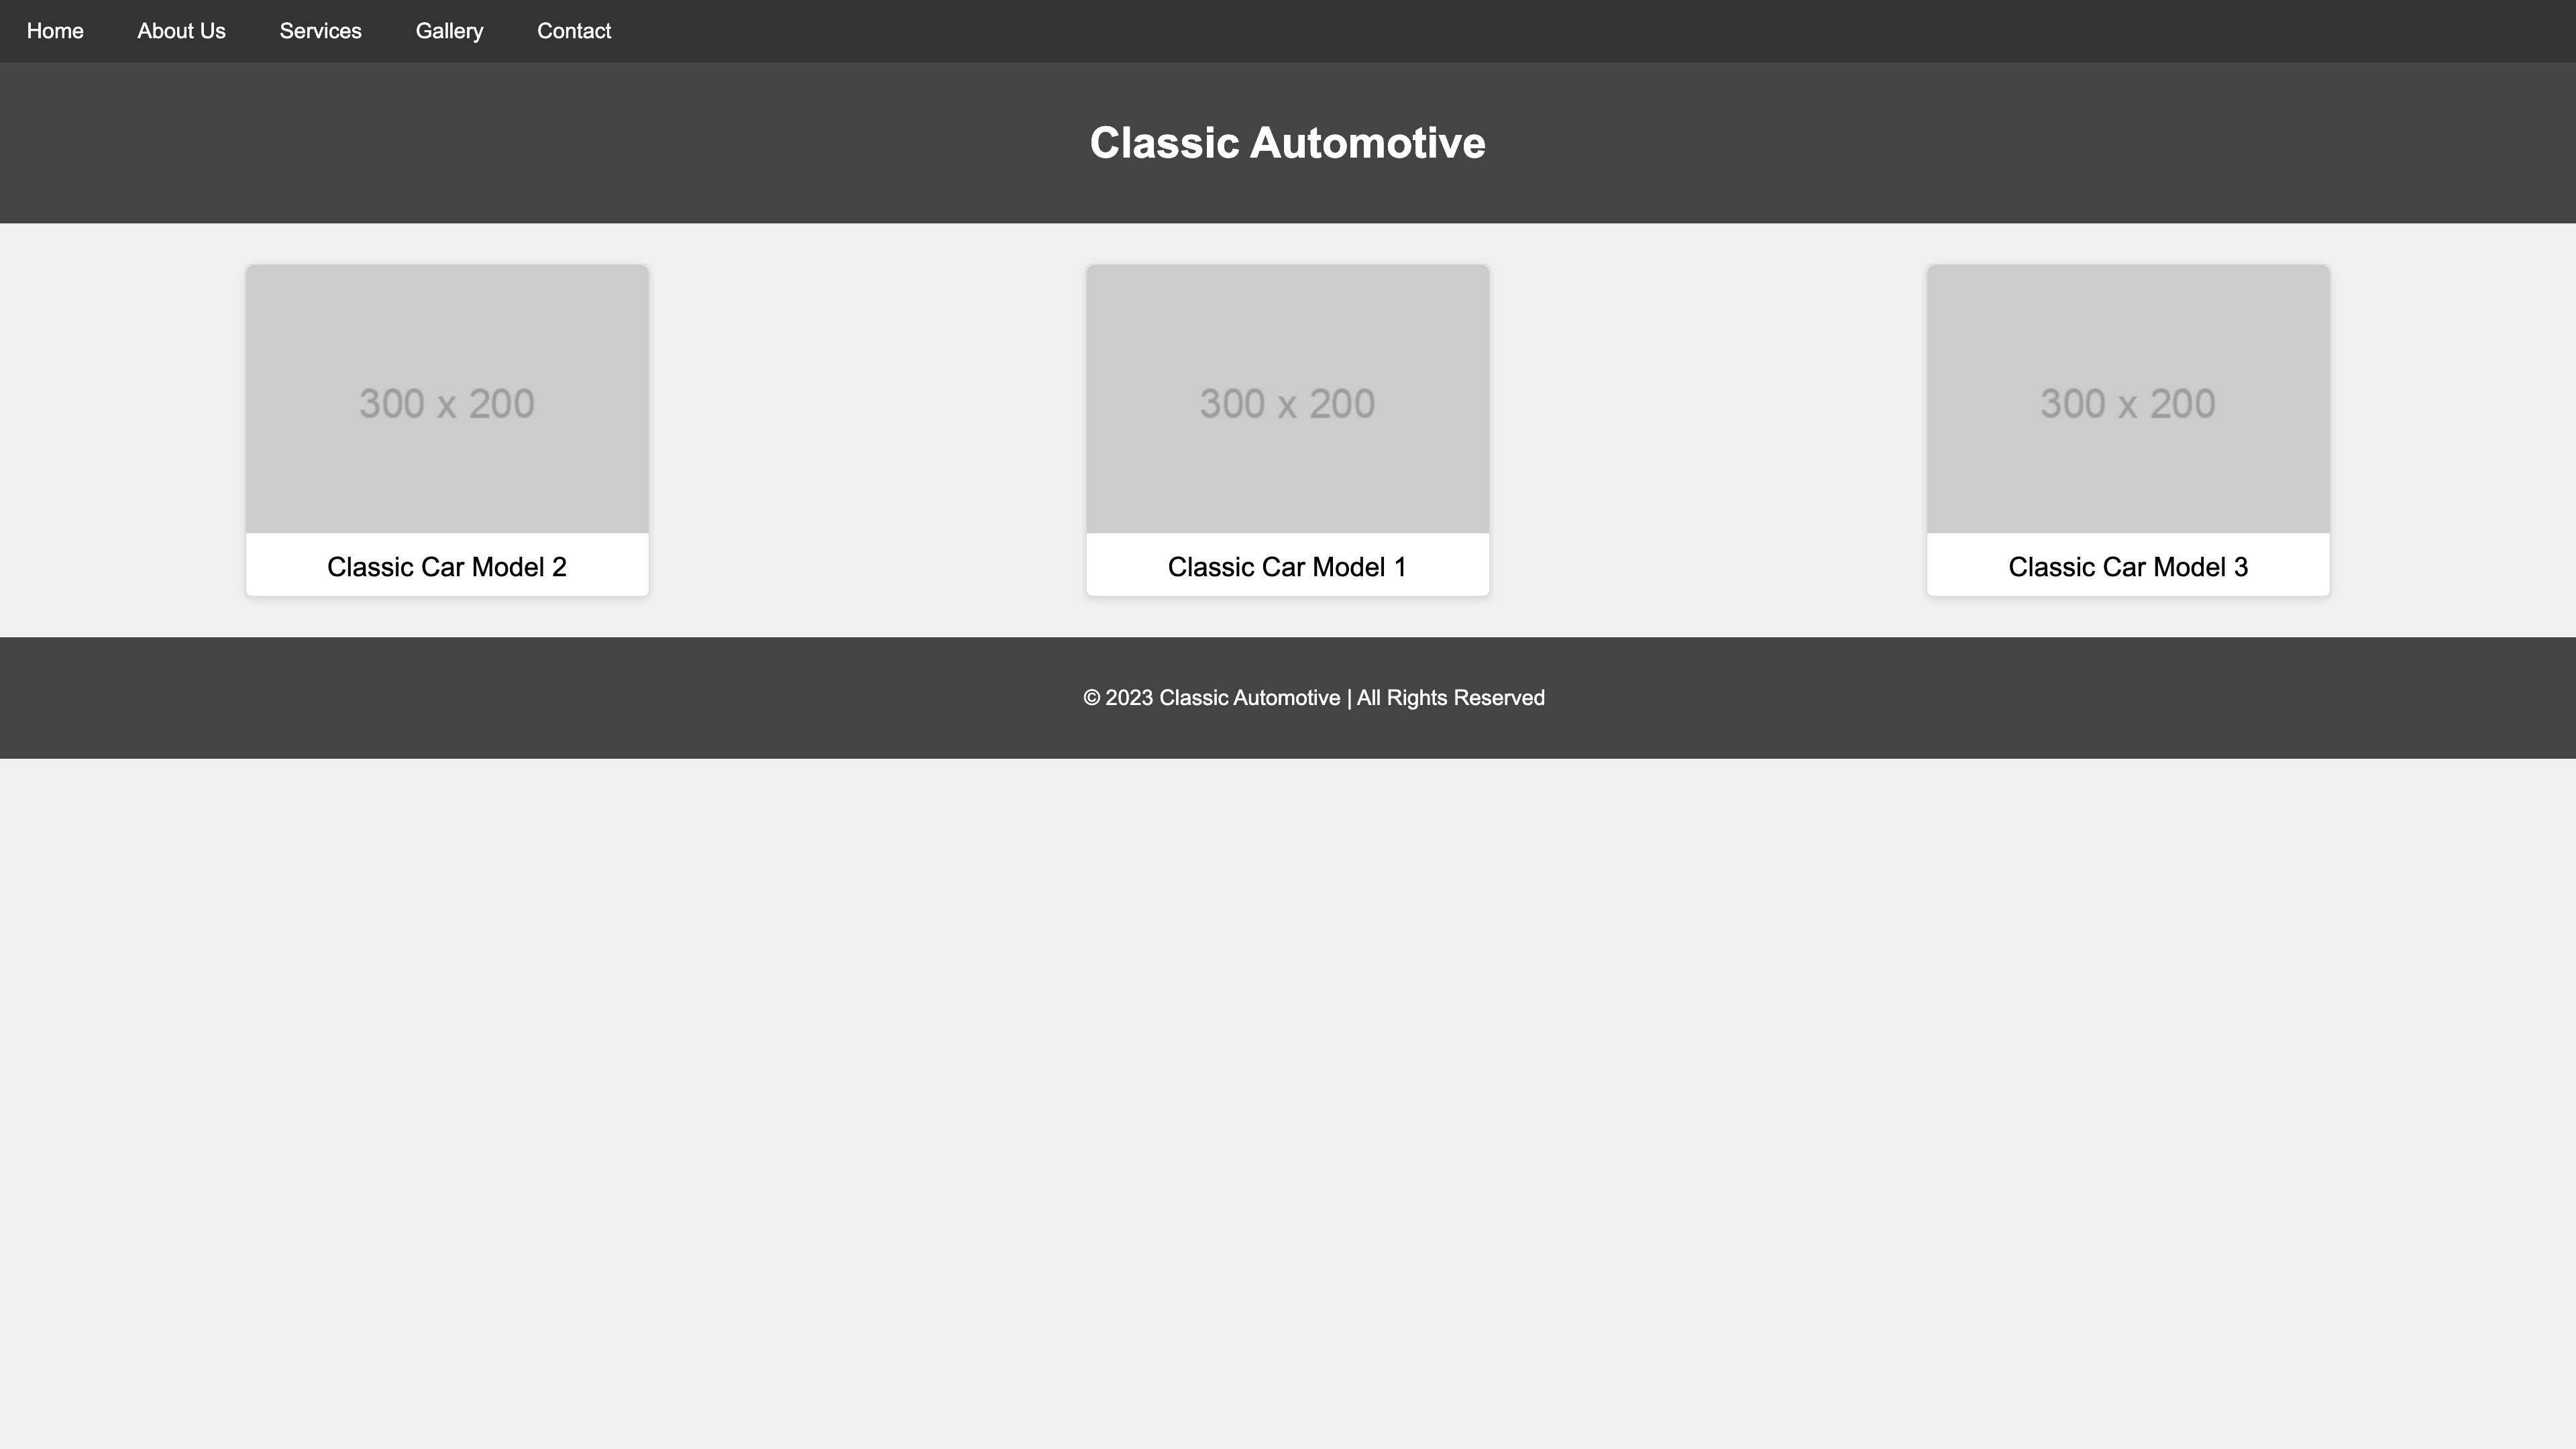 Home About Us Services Gallery Contact
Classic Automotive
300 x 200 300 x 200 300 x 200
Classic Car Model 2 Classic Car Model 1 Classic Car Model 3
© 2023 Classic Automotive | All Rights Reserved